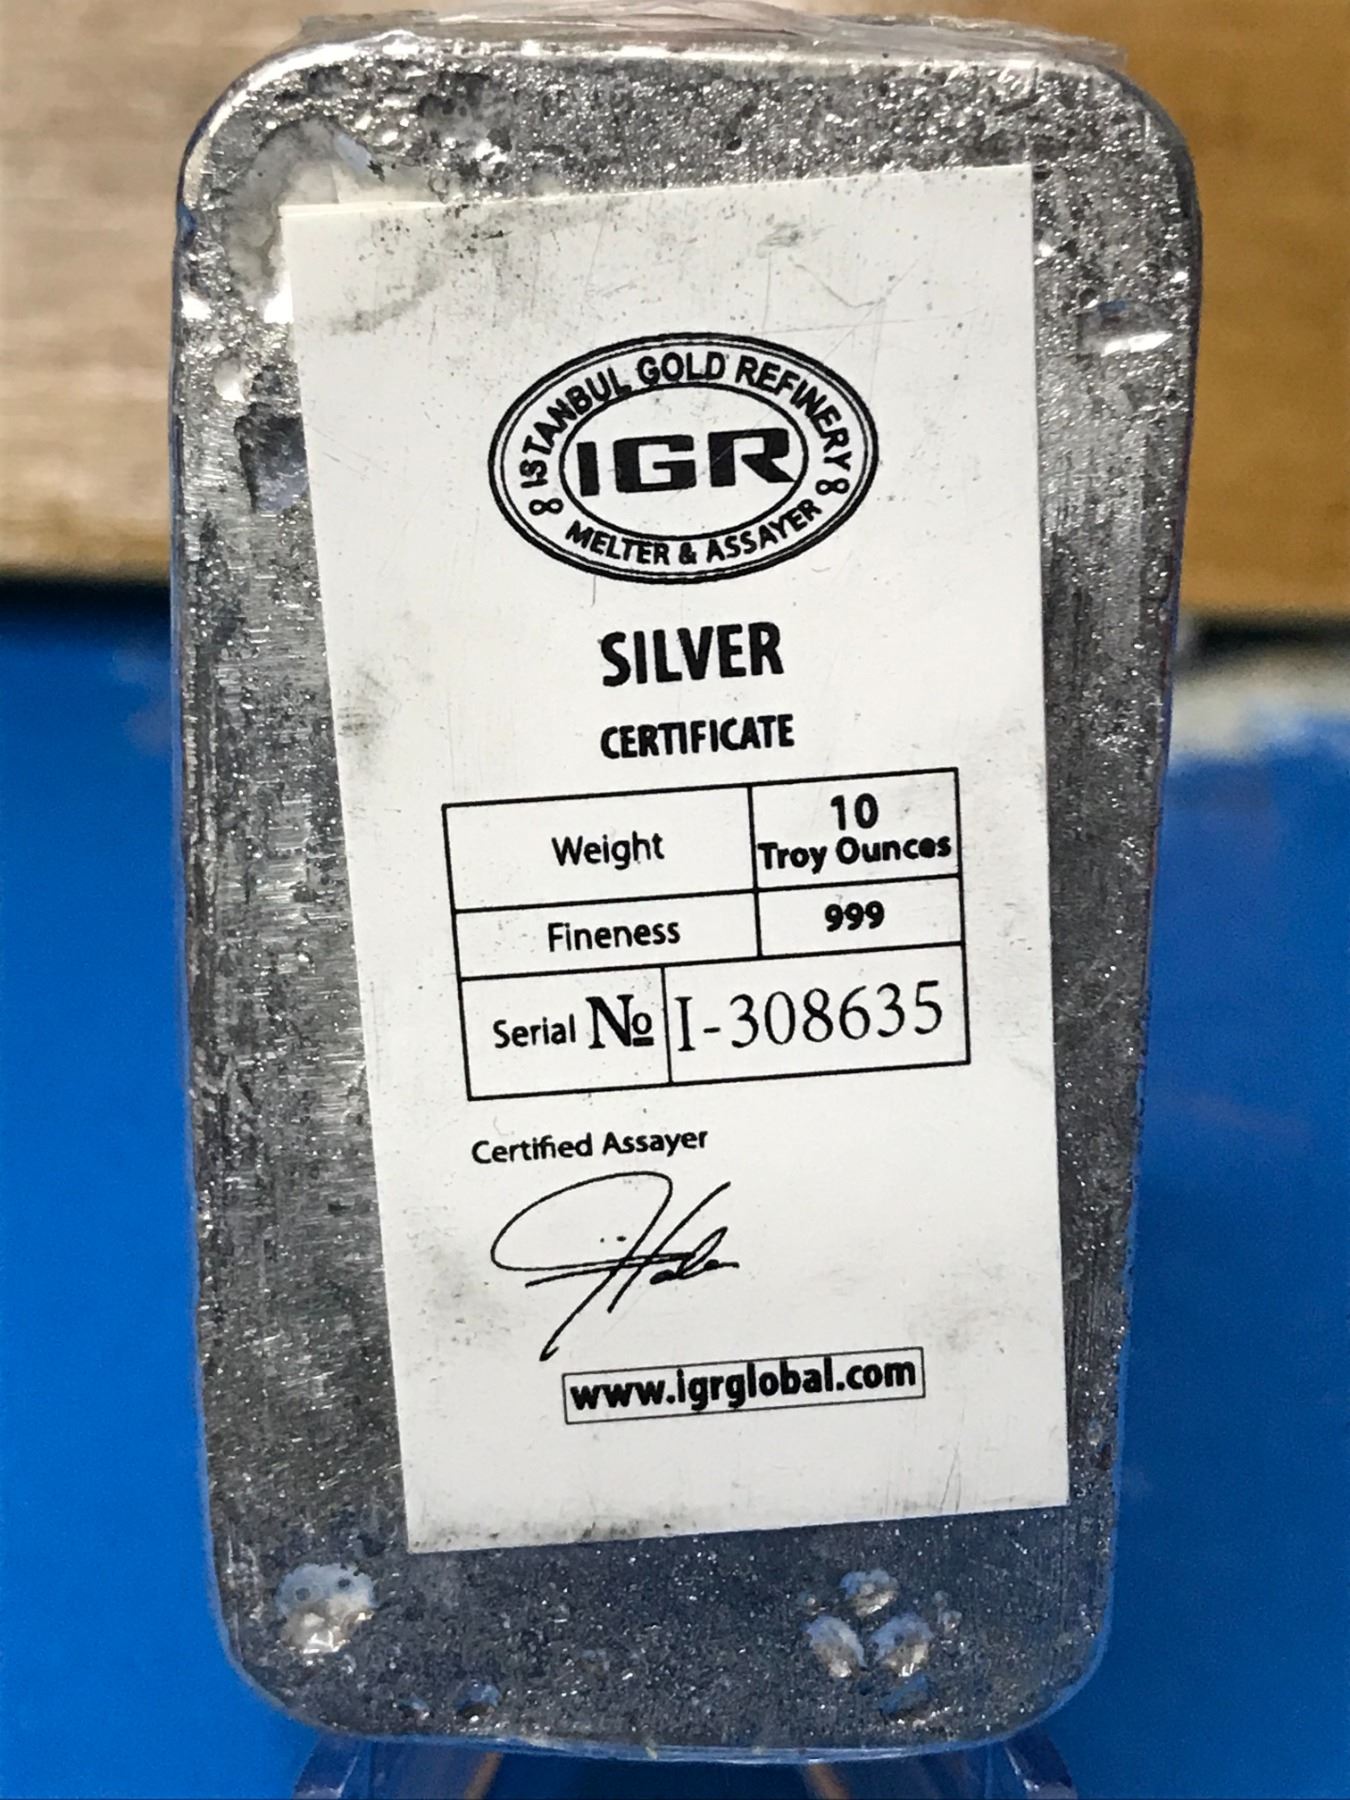 ISTANBUL GOLD REFINERY
IGR
MELTER & ASSAYER
SILVER
CERTIFICATE
Weight 10 Troy Ounces
Fineness 999
Serial № I-308635
Certified Assayer
www.igrglobal.com